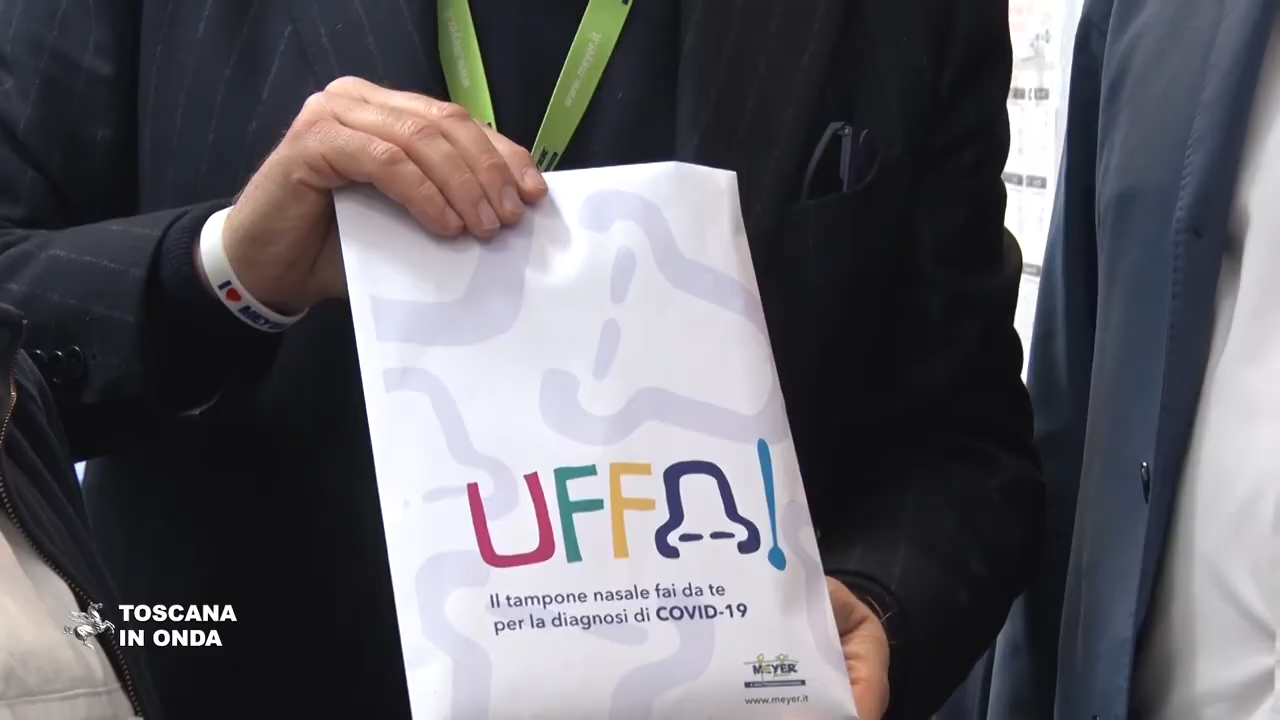 I ❤ MEYER
UFFA!
Il tampone nasale fai da te
per la diagnosi di COVID-19
MEYER
www.meyer.it
TOSCANA
IN ONDA